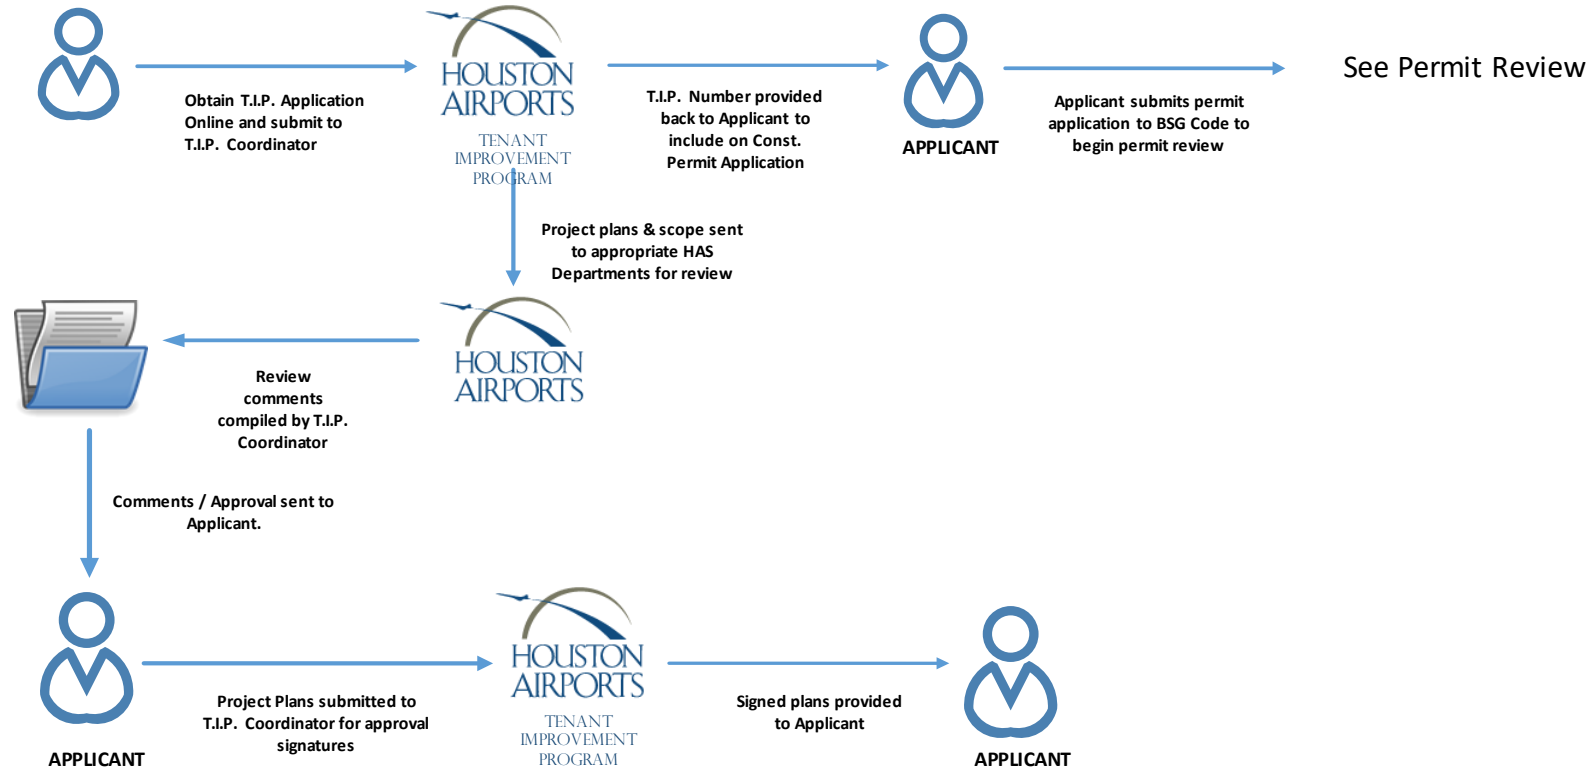 Obtain T.I.P. Application
Online and submit to
T.I.P. Coordinator
HOUSTON
AIRPORTS
TENANT
IMPROVEMENT
PROGRAM
T.I.P. Number provided
back to Applicant to
include on Const.
Permit Application
APPLICANT
Applicant submits permit
application to BSG Code to
begin permit review
See Permit Review
Project plans & scope sent
to appropriate HAS
Departments for review
HOUSTON
AIRPORTS
Review
comments
compiled by T.I.P.
Coordinator
Comments / Approval sent to
Applicant.
APPLICANT
Project Plans submitted to
T.I.P. Coordinator for approval
signatures
HOUSTON
AIRPORTS
TENANT
IMPROVEMENT
PROGRAM
Signed plans provided
to Applicant
APPLICANT